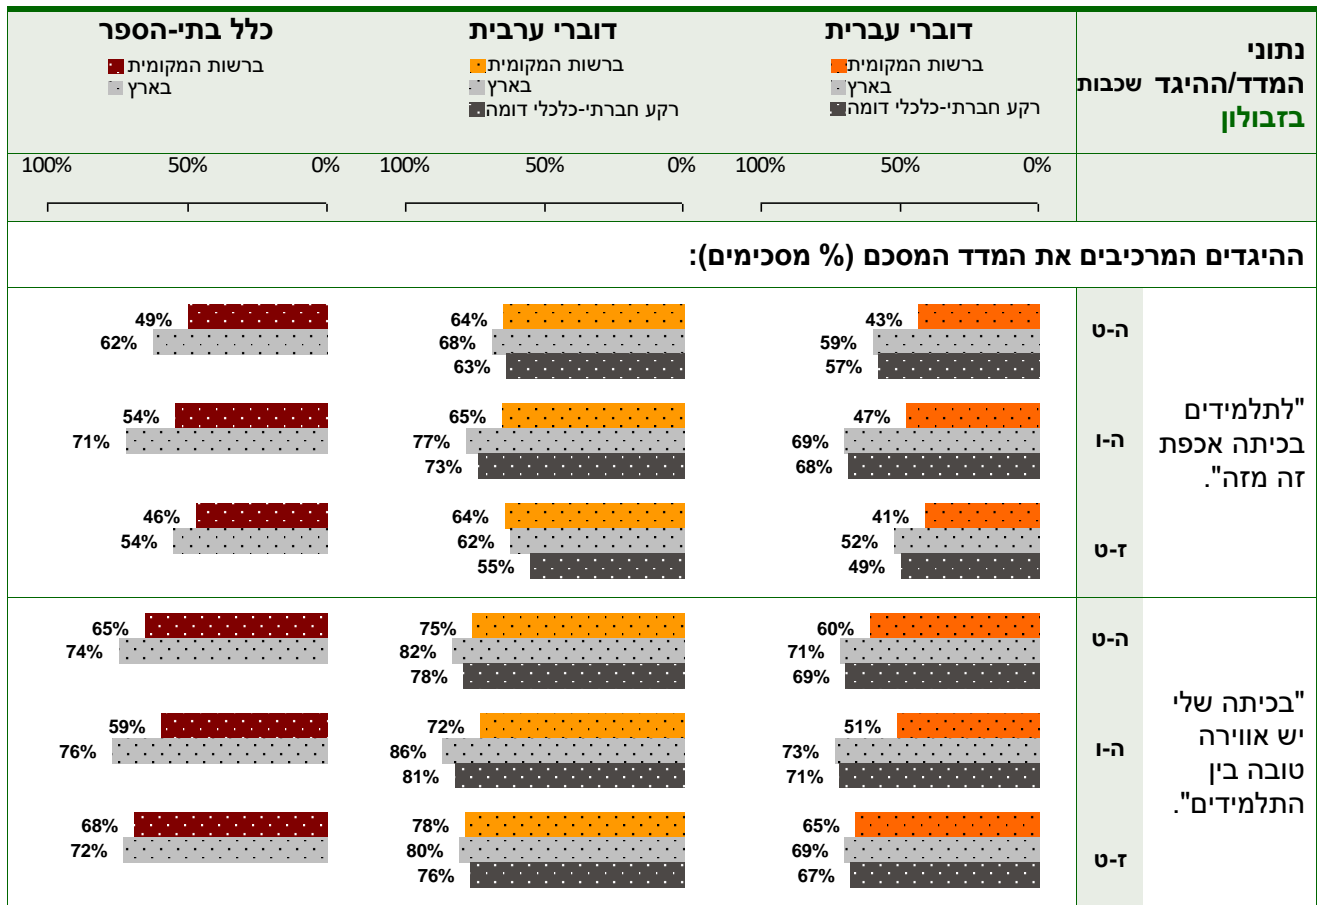 נתוני
המדד/ההיגד
בזבולון
שכבות
דוברי עברית
ברשות המקומית
בארץ
רקע חברתי-כלכלי דומה
דוברי ערבית
ברשות המקומית
בארץ
רקע חברתי-כלכלי דומה
כלל בתי-הספר
ברשות המקומית
בארץ
0% 50% 100%
0% 50% 100%
0% 50% 100%
ההיגדים המרכיבים את המדד המסכם (% מסכימים):
"לתלמידים
בכיתה אכפת
זה מזה".
ה-ט
43%
59%
57%
64%
68%
63%
49%
62%
ה-ו
47%
69%
68%
65%
77%
73%
54%
71%
ז-ט
41%
52%
49%
64%
62%
55%
46%
54%
"בכיתה שלי
יש אווירה
טובה בין
התלמידים".
ה-ט
60%
71%
69%
75%
82%
78%
65%
74%
ה-ו
51%
73%
71%
72%
86%
81%
59%
76%
ז-ט
65%
69%
67%
78%
80%
76%
68%
72%